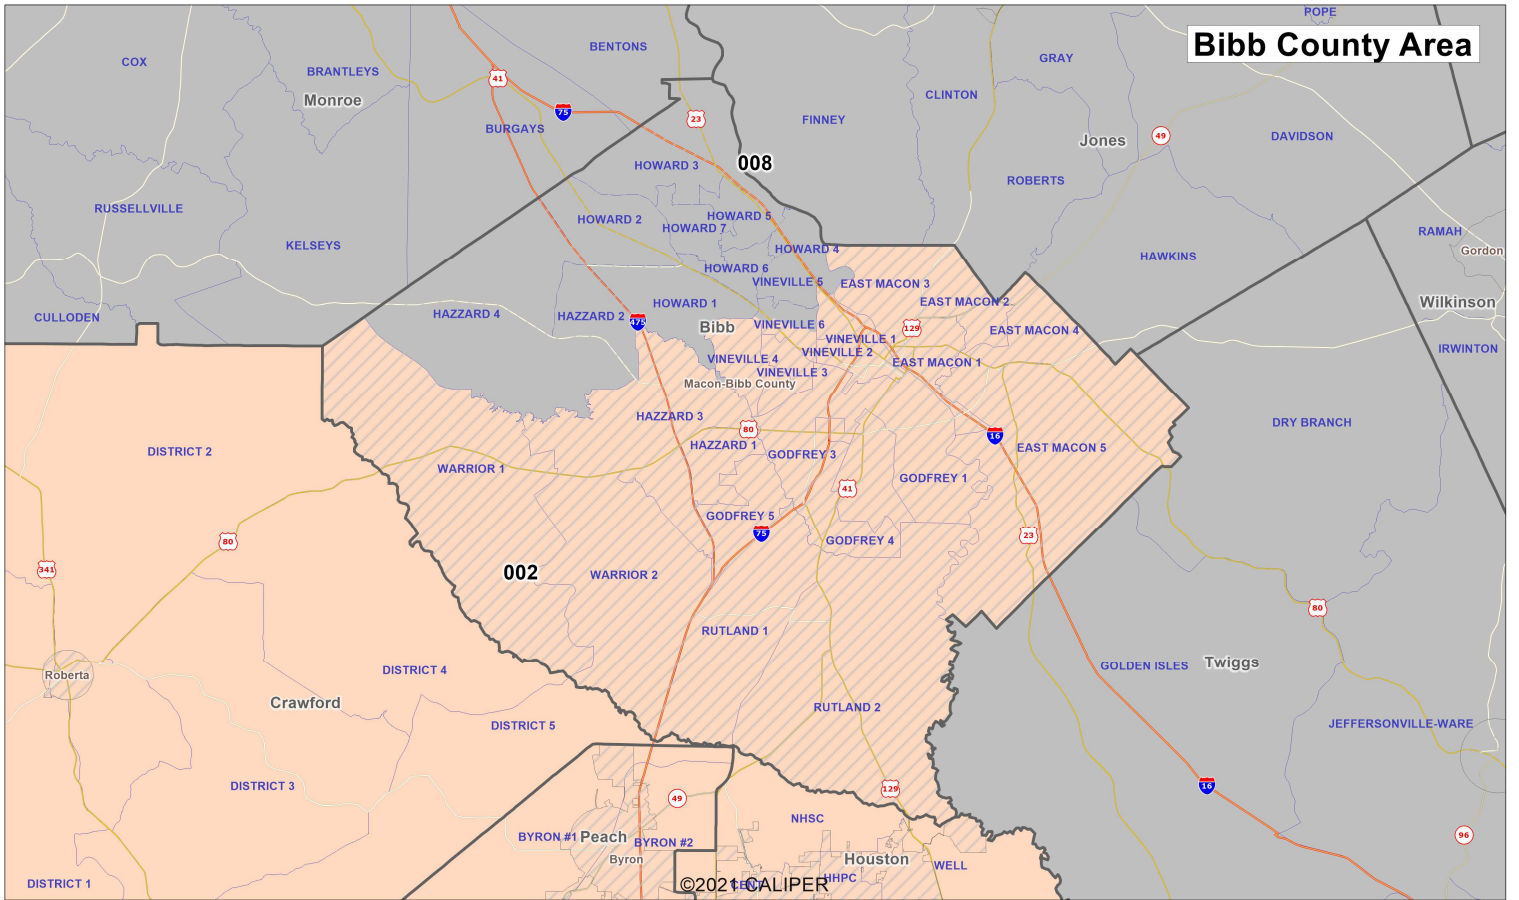 POPE
Bibb County Area
BENTONS
GRAY
COX
BRANTLEYS
41
CLINTON
Monroe
75
23
FINNEY
BURGAYS
49
DAVIDSON
Jones
008
HOWARD 3
ROBERTS
RUSSELLVILLE
HOWARD 5
HOWARD 2
HOWARD 7
RAMAH
KELSEYS
HOWARD 4
Gordon
HAWKINS
HOWARD 6
VINEVILLE 5
EAST MACON 3
HOWARD 1
EAST MACON 2
Wilkinson
HAZZARD 4
HAZZARD 2
CULLODEN
475
Bibb
VINEVILLE 6
129
EAST MACON 4
VINEVILLE 1
IRWINTON
VINEVILLE 2
VINEVILLE 4
EAST MACON 1
VINEVILLE 3
Macon-Bibb County
HAZZARD 3
DRY BRANCH
80
16
HAZZARD 1
EAST MACON 5
DISTRICT 2
GODFREY 3
WARRIOR 1
GODFREY 1
41
GODFREY 5
75
23
80
GODFREY 4
341
002
WARRIOR 2
80
RUTLAND 1
Twiggs
GOLDEN ISLES
DISTRICT 4
Roberta
Crawford
RUTLAND 2
DISTRICT 5
JEFFERSONVILLE-WARE
DISTRICT 3
16
129
49
NHSC
BYRON #1
Peach
BYRON #2
96
Byron
Houston
WELL
HHPC
DISTRICT 1
CENT
©2021 CALIPER